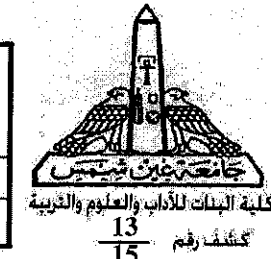 جامعة عين شمس
كلية البنات للآداب والعلوم والتربية
كشف رقم 13
15